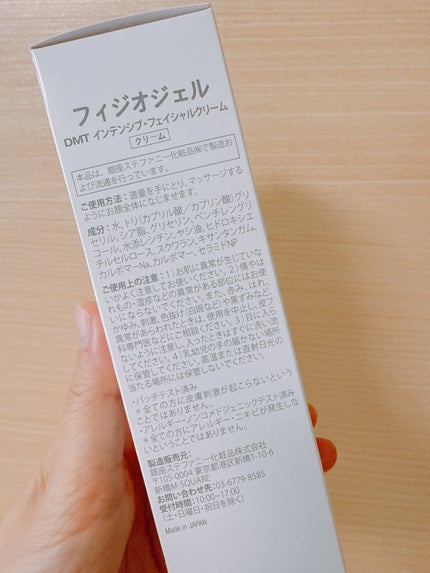 フィジオジェル
DMT インテンシブ・フェイシャルクリーム
クリーム
本品は、銀座ステファニー化粧品㈱で製造お
よび流通を行っています。
ご使用方法：適量を手にとり、マッサージする
ようにお顔全体になじませます。
成分：水、トリ(カプリル酸／カプリン酸)グリ
セリル、シア脂、グリセリン、ペンチレングリ
コール、水添レシチン、ヤシ油、ヒドロキシエ
チルセルロース、スクワラン、キサンタンガム、
カルボマーNa、カルボマー、セラミドNP
ご使用上の注意：1）お肌に異常が生じていな
いかよく注意してお使いください。2）傷やは
れもの・湿疹などの異常がある部位にはお使
いにならないでください。また、赤み、はれ、
かゆみ、刺激、色抜け(白斑など)や黒ずみなど、
異常があらわれたときは、使用を中止し、皮フ
科専門医などにご相談ください。3）目に入ら
ないように注意し、入ったときはすぐに洗い流
してください。4）乳幼児の手の届かない場所
に保管してください。高温または直射日光の
当たる場所には保管しないでください。
・パッチテスト済み
＊全ての方に皮膚刺激が起こらないという
ことではありません。
・アレルギー・ノンコメドジェニックテスト済み
＊全ての方にアレルギー・ニキビが発生しな
いということではありません。
製造販売元：
銀座ステファニー化粧品株式会社
〒105-0004 東京都港区新橋1-10-6
新橋M-SQUARE
お問い合わせ先：03-6779-8585
受付時間：10:00~17:00
(土・日曜日・祝日を除く)
Made in JAPAN